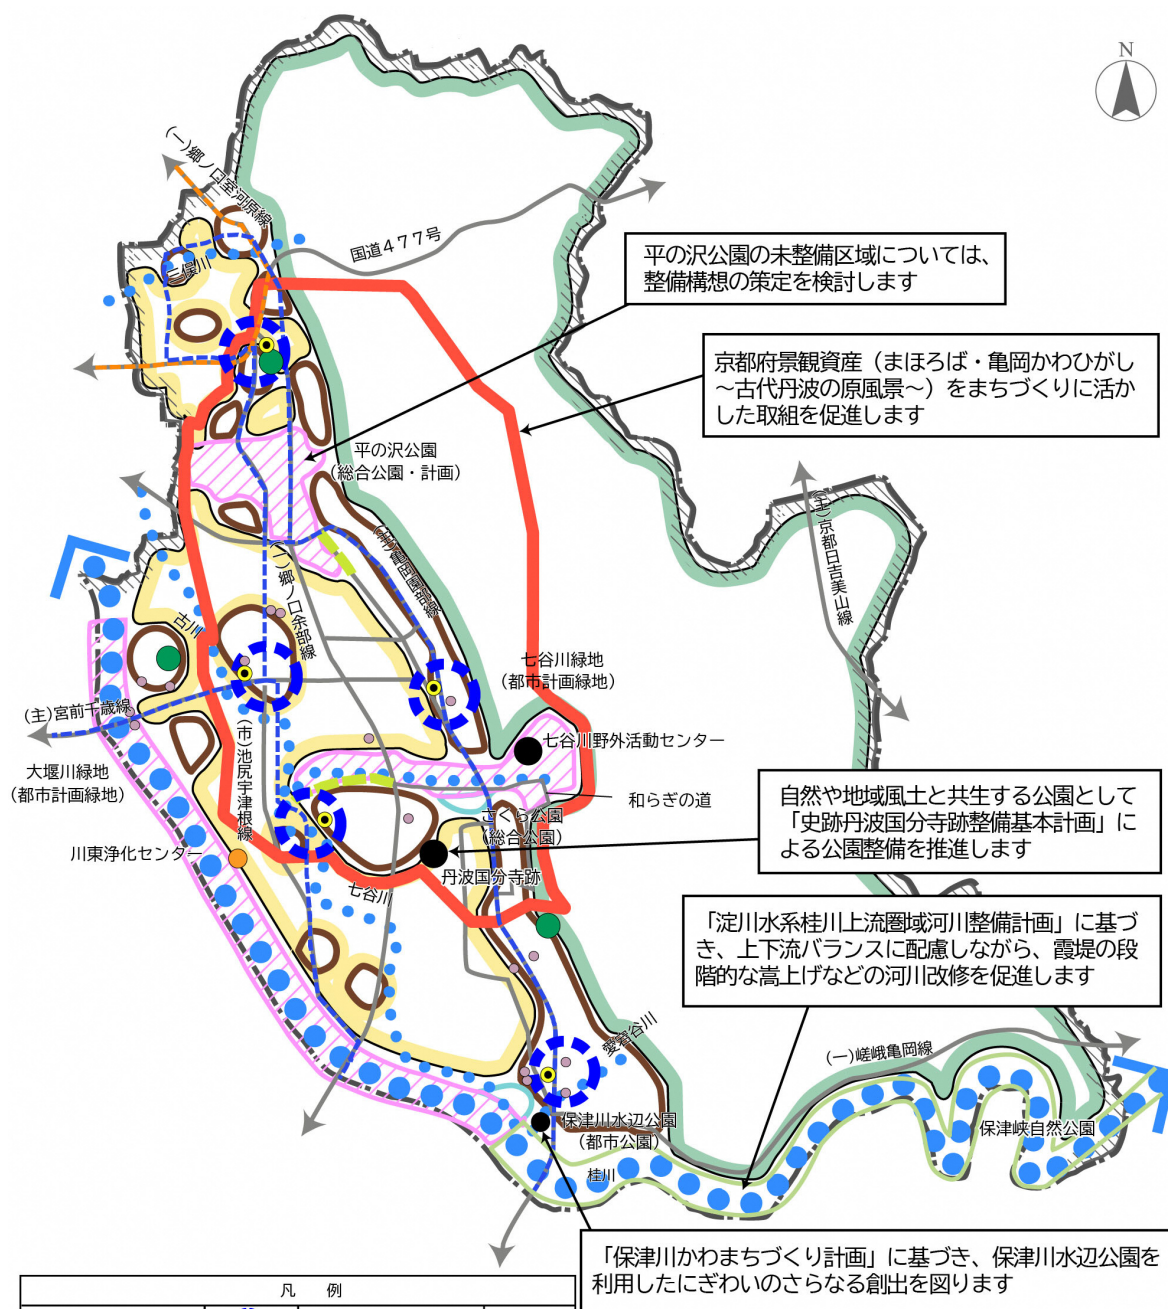 N
(一)郷ノ口室河原線
国道477号
三俣川
平の沢公園の未整備区域については、
整備構想の策定を検討します
京都府景観資産(まほろば・亀岡かわひがし
～古代丹波の原風景～)をまちづくりに活か
した取組を促進します
平の沢公園
(総合公園・計画)
(主)京都日吉美山線
(主)亀岡園部線
(一)郷ノ口余部線
古川
七谷川緑地
(都市計画緑地)
(主)宮前千歳線
(市)池尻宇津根線
七谷川野外活動センター
大堰川緑地
(都市計画緑地)
和らぎの道
さくら公園
(総合公園)
自然や地域風土と共生する公園として
「史跡丹波国分寺跡整備基本計画」に
よる公園整備を推進します
川東浄化センター
丹波国分寺跡
七谷川
「淀川水系桂川上流圏域河川整備計画」に基づ
き、上下流バランスに配慮しながら、霞堤の段
階的な嵩上げなどの河川改修を促進します
愛宕谷川
(一)嵯峨亀岡線
保津川水辺公園
(都市公園)
保津峡自然公園
桂川
「保津川かわまちづくり計画」に基づき、保津川水辺公園を
利用したにぎわいのさらなる創出を図ります
凡 例